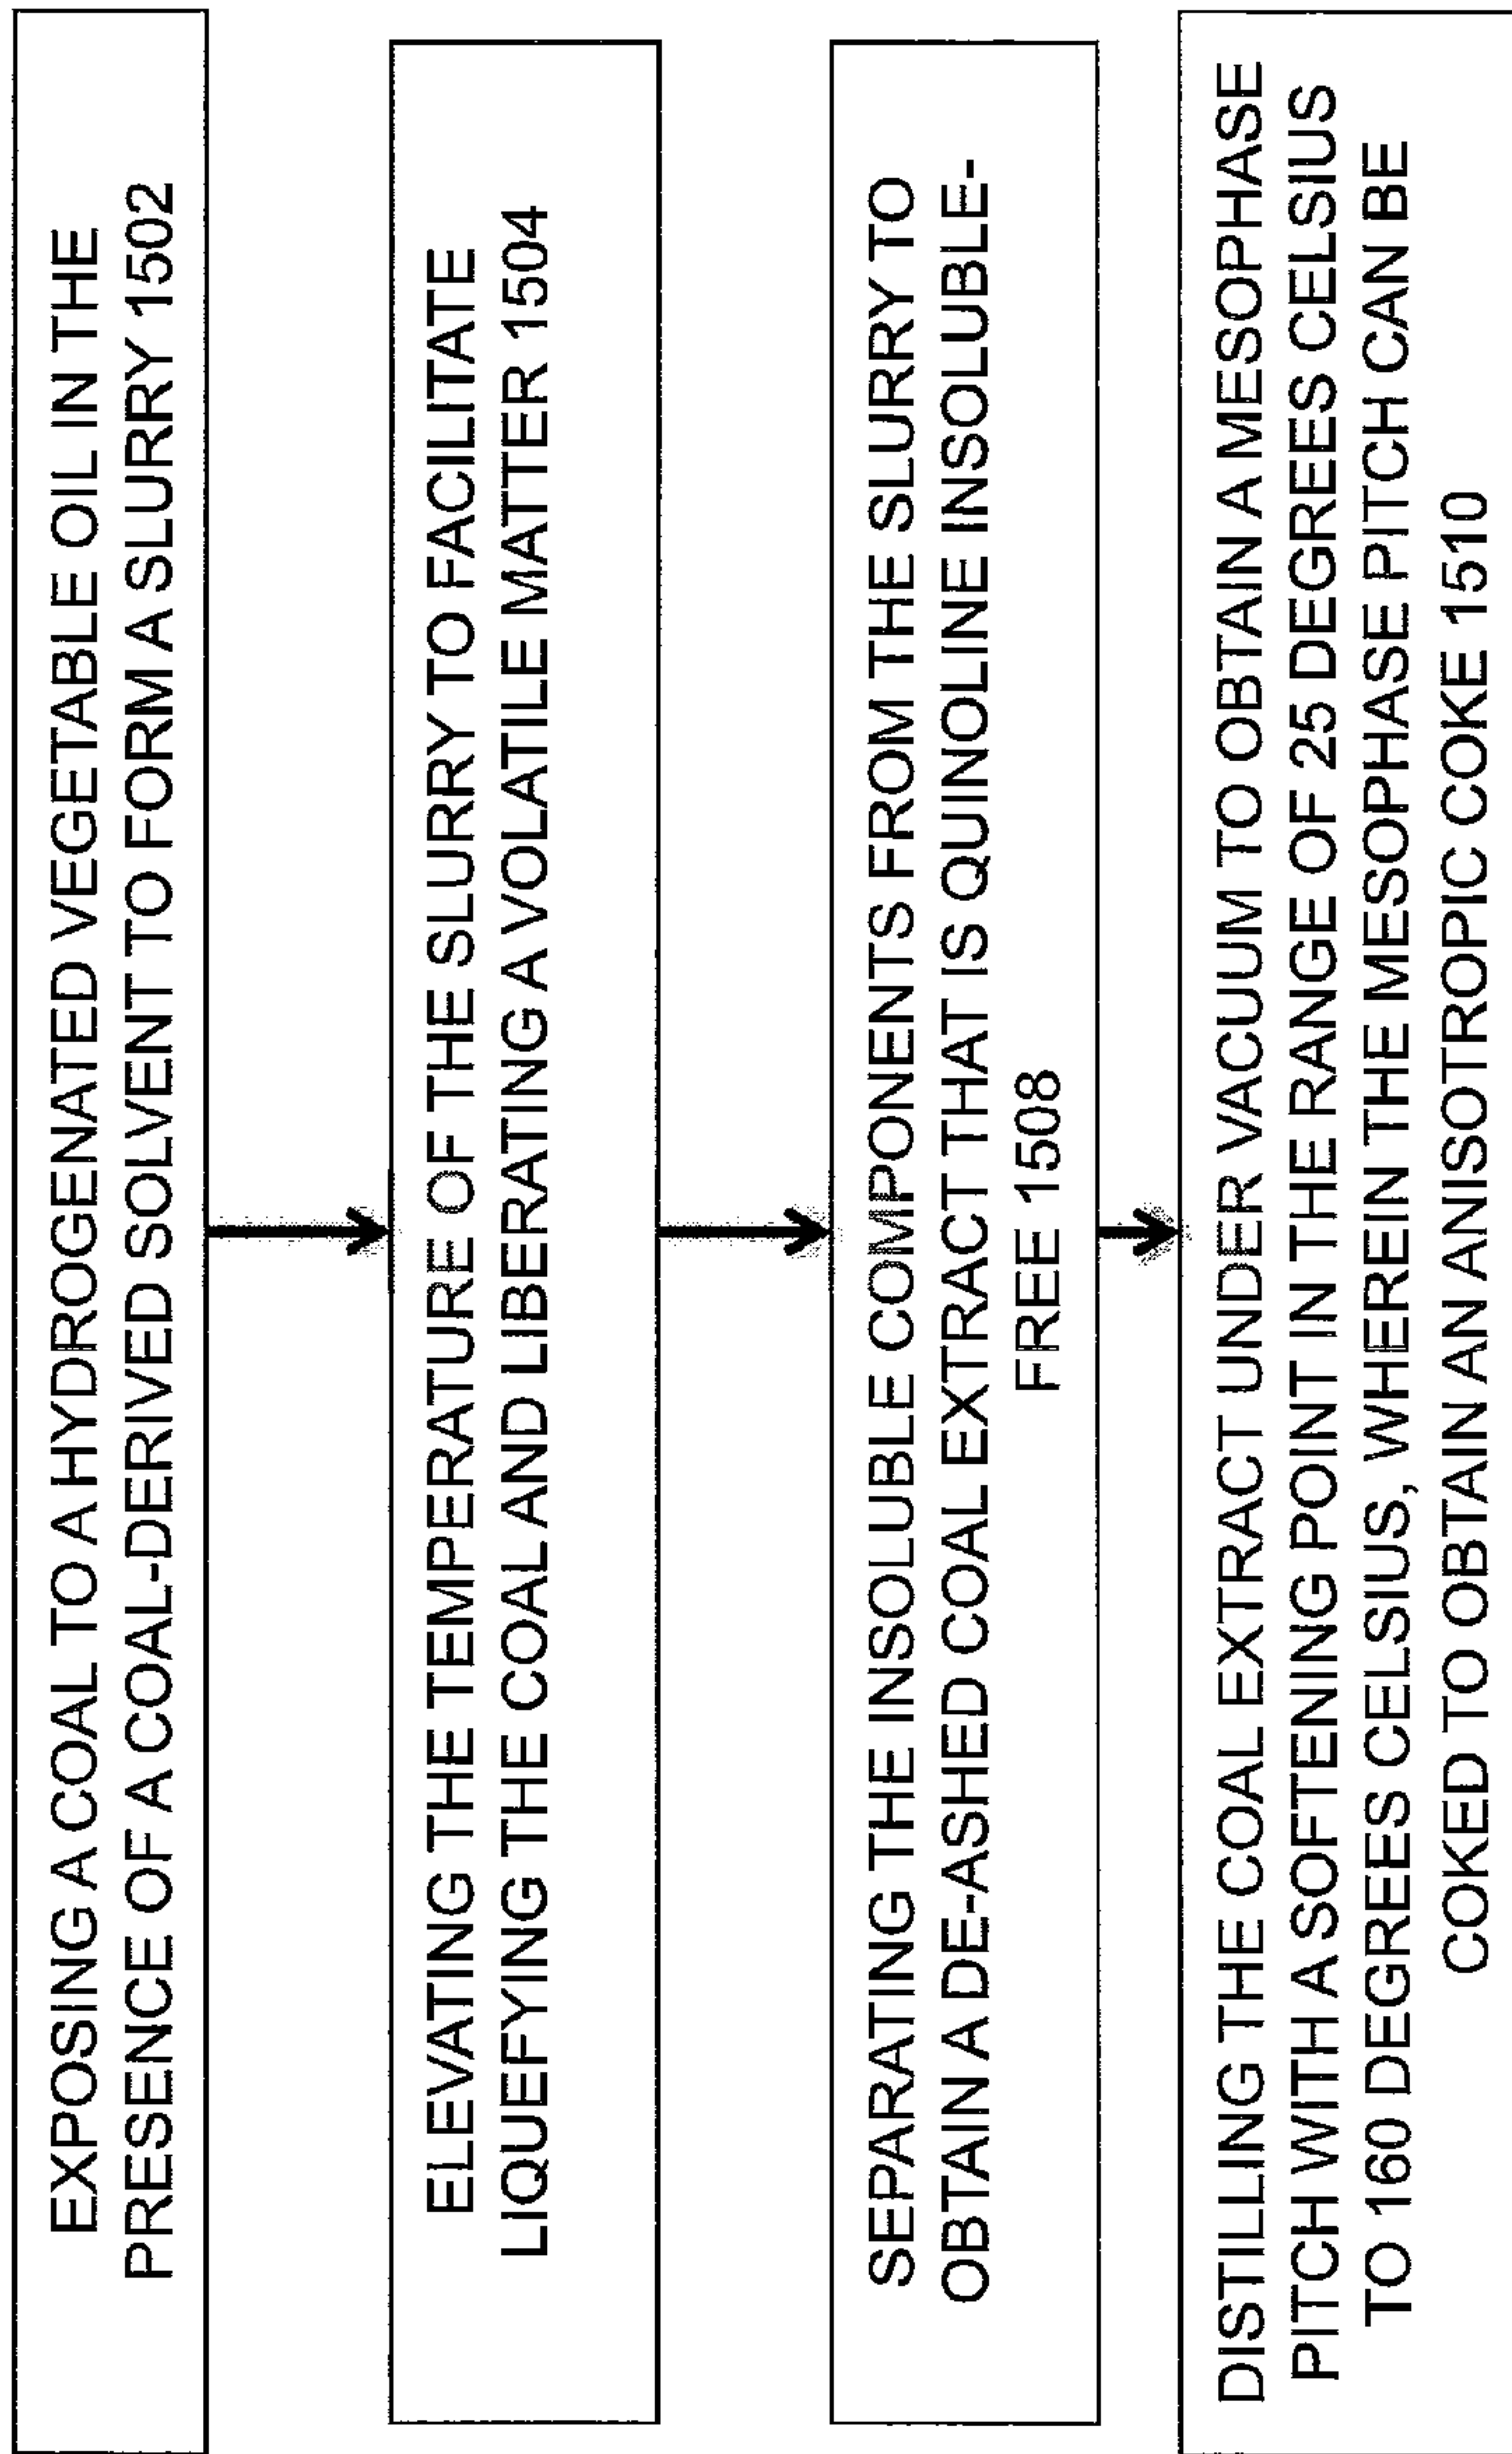 EXPOSING A COAL TO A HYDROGENATED VEGETABLE OIL IN THE
PRESENCE OF A COAL-DERIVED SOLVENT TO FORM A SLURRY 1502
ELEVATING THE TEMPERATURE OF THE SLURRY TO FACILITATE
LIQUEFYING THE COAL AND LIBERATING A VOLATILE MATTER 1504
SEPARATING THE INSOLUBLE COMPONENTS FROM THE SLURRY TO
OBTAIN A DE-ASHED COAL EXTRACT THAT IS QUINOLINE INSOLUBLE-
FREE 1508
DISTILLING THE COAL EXTRACT UNDER VACUUM TO OBTAIN A MESOPHASE
PITCH WITH A SOFTENING POINT IN THE RANGE OF 25 DEGREES CELSIUS
TO 160 DEGREES CELSIUS, WHEREIN THE MESOPHASE PITCH CAN BE
COKED TO OBTAIN AN ANISOTROPIC COKE 1510